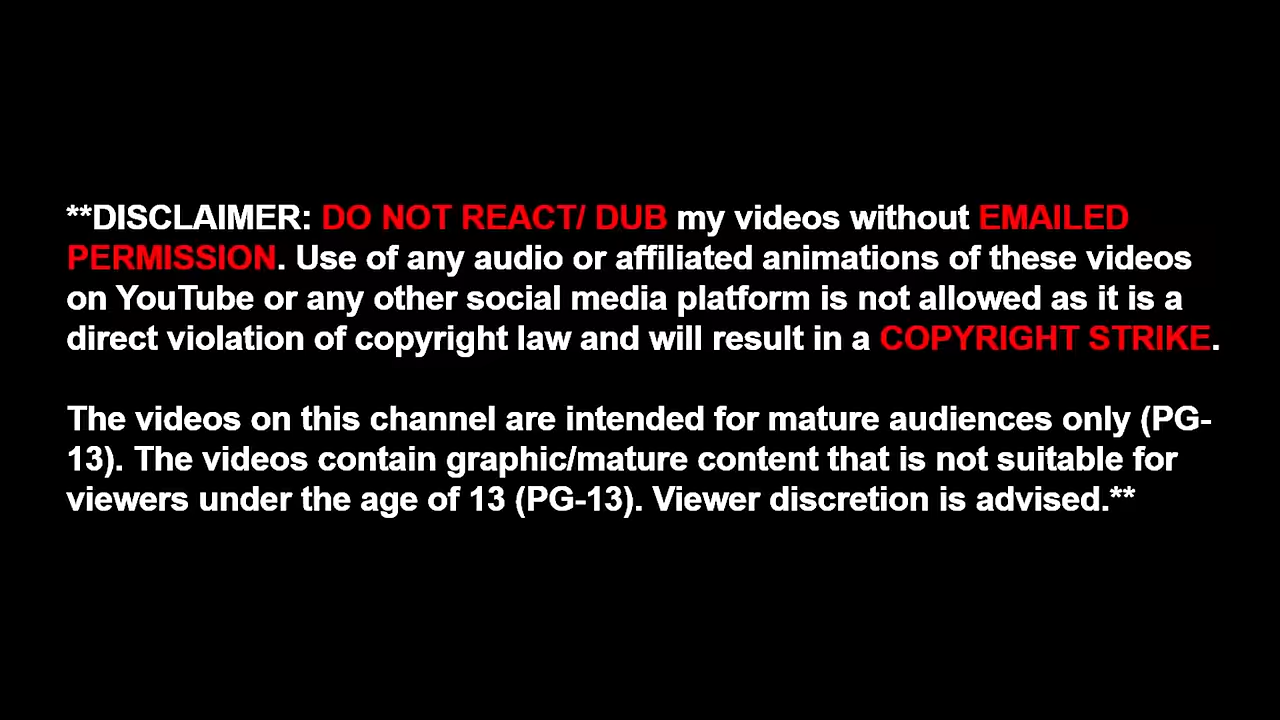 **DISCLAIMER: DO NOT REACT/ DUB my videos without EMAILED
PERMISSION. Use of any audio or affiliated animations of these videos
on YouTube or any other social media platform is not allowed as it is a
direct violation of copyright law and will result in a COPYRIGHT STRIKE.
The videos on this channel are intended for mature audiences only (PG-
13). The videos contain graphic/mature content that is not suitable for
viewers under the age of 13 (PG-13). Viewer discretion is advised.**